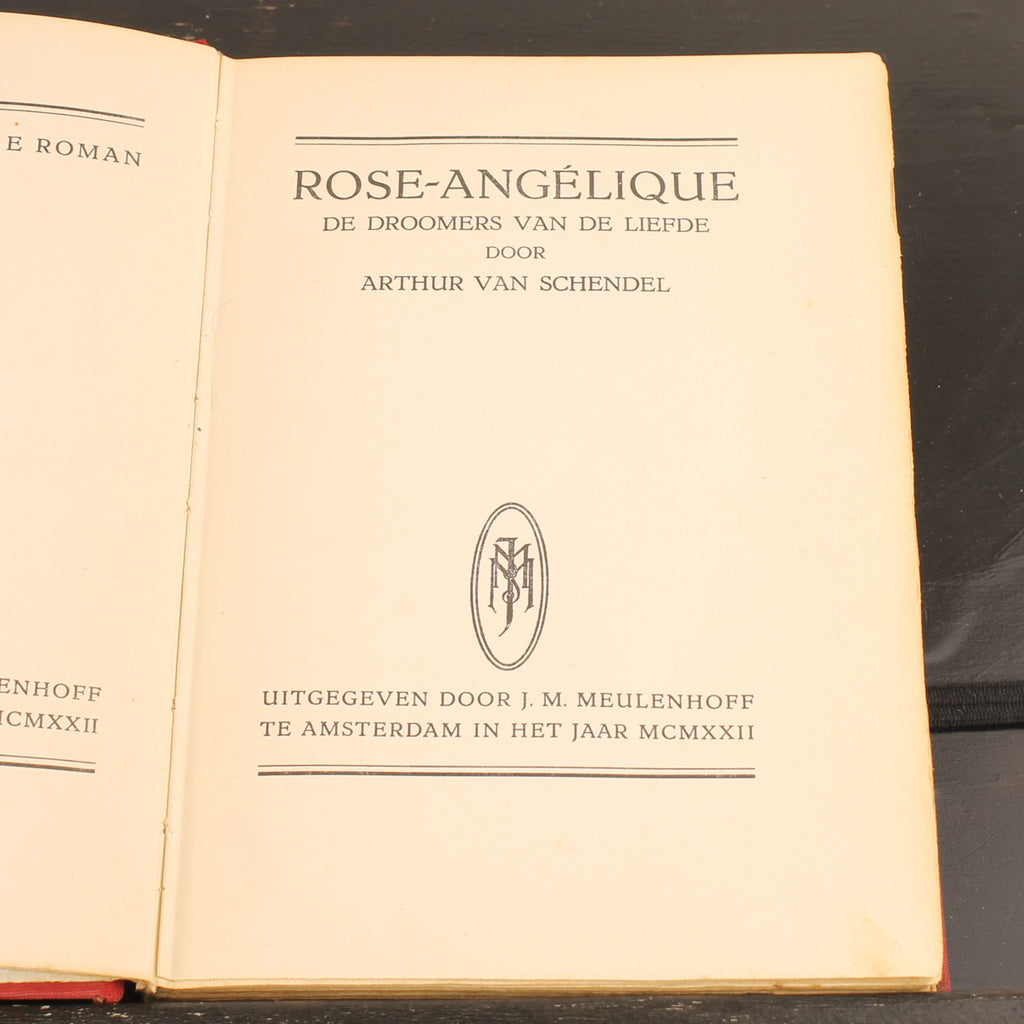 E ROMAN
ENHOFF
MCMXXII
ROSE-ANGÉLIQUE
DE DROOMERS VAN DE LIEFDE
DOOR
ARTHUR VAN SCHENDEL
UITGEGEVEN DOOR J. M. MEULENHOFF
TE AMSTERDAM IN HET JAAR MCMXXII